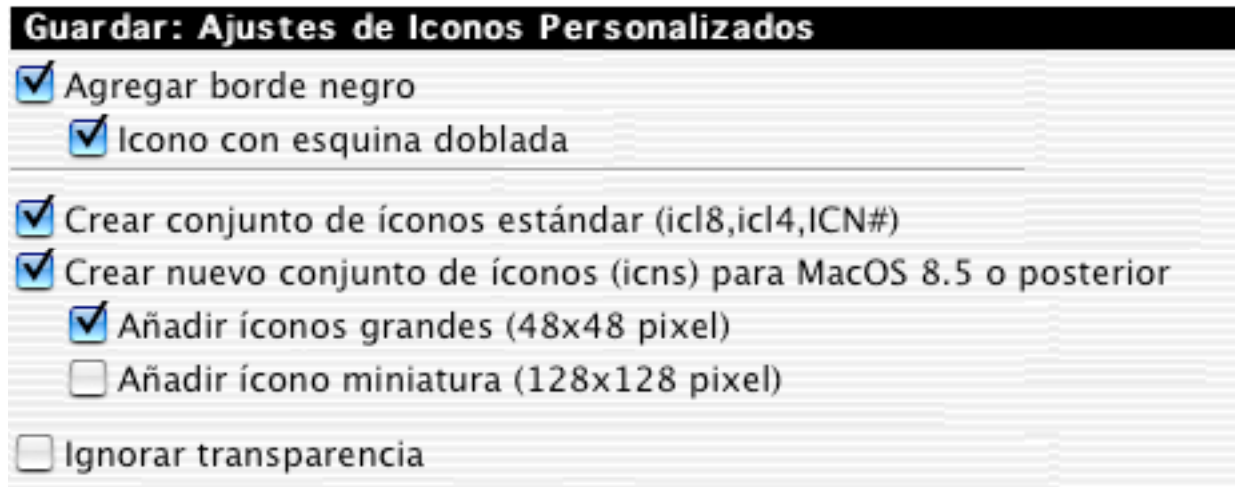 Guardar: Ajustes de Iconos Personalizados
Agregar borde negro
Icono con esquina doblada
Crear conjunto de íconos estándar (icl8,icl4,ICN#)
Crear nuevo conjunto de íconos (icns) para MacOS 8.5 o posterior
Añadir íconos grandes (48x48 pixel)
Añadir ícono miniatura (128x128 pixel)
Ignorar transparencia